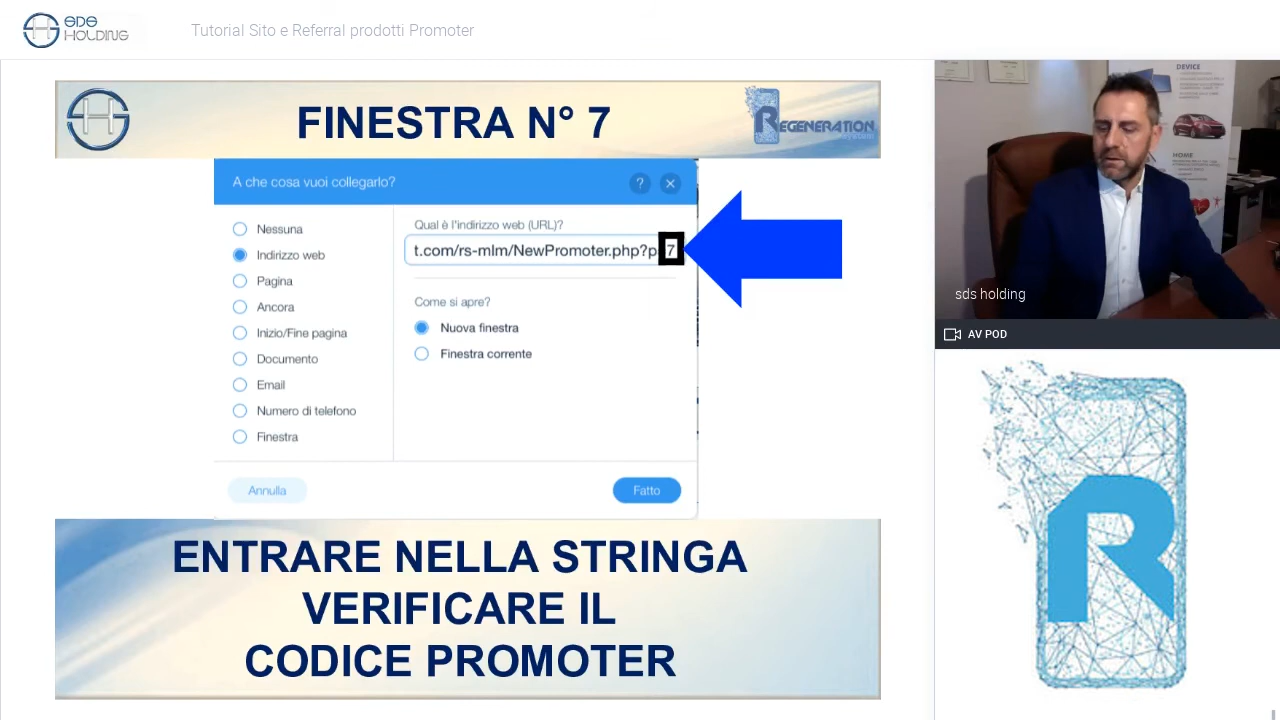 SDS
HOLDING
Tutorial Sito e Referral prodotti Promoter
FINESTRA N° 7
REGENERATION
A che cosa vuoi collegarlo?
?
Nessuna
Indirizzo web
Pagina
Ancora
Inizio/Fine pagina
Documento
Email
Numero di telefono
Finestra
Qual è l'indirizzo web (URL)?
t.com/rs-mlm/NewPromoter.php?p 7
Come si apre?
Nuova finestra
Finestra corrente
Annulla
Fatto
ENTRARE NELLA STRINGA
VERIFICARE IL
CODICE PROMOTER
DEVICE
HOME
sds holding
AV POD
R